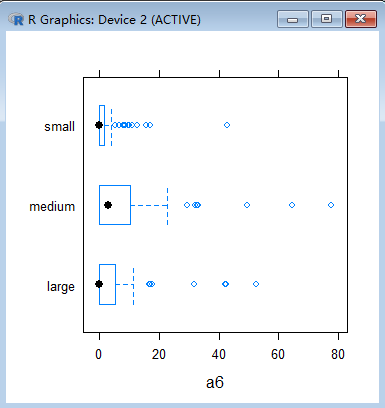 R Graphics: Device 2 (ACTIVE)
small
medium
large
0 20 40 60 80
a6